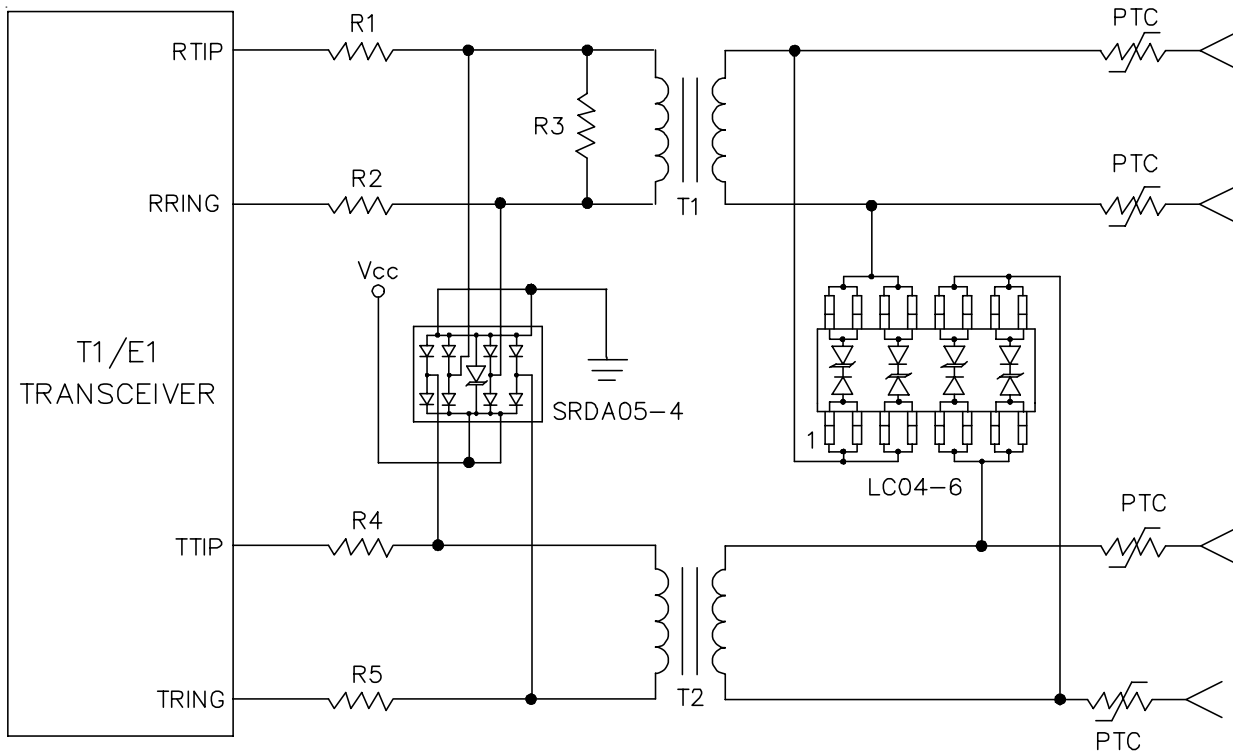 R1
PTC
RTIP
R3
PTC
R2
RRING
T1
Vcc
T1/E1
TRANSCEIVER
SRDA05-4
1
LC04-6
R4
PTC
TTIP
R5
TRING
T2
PTC